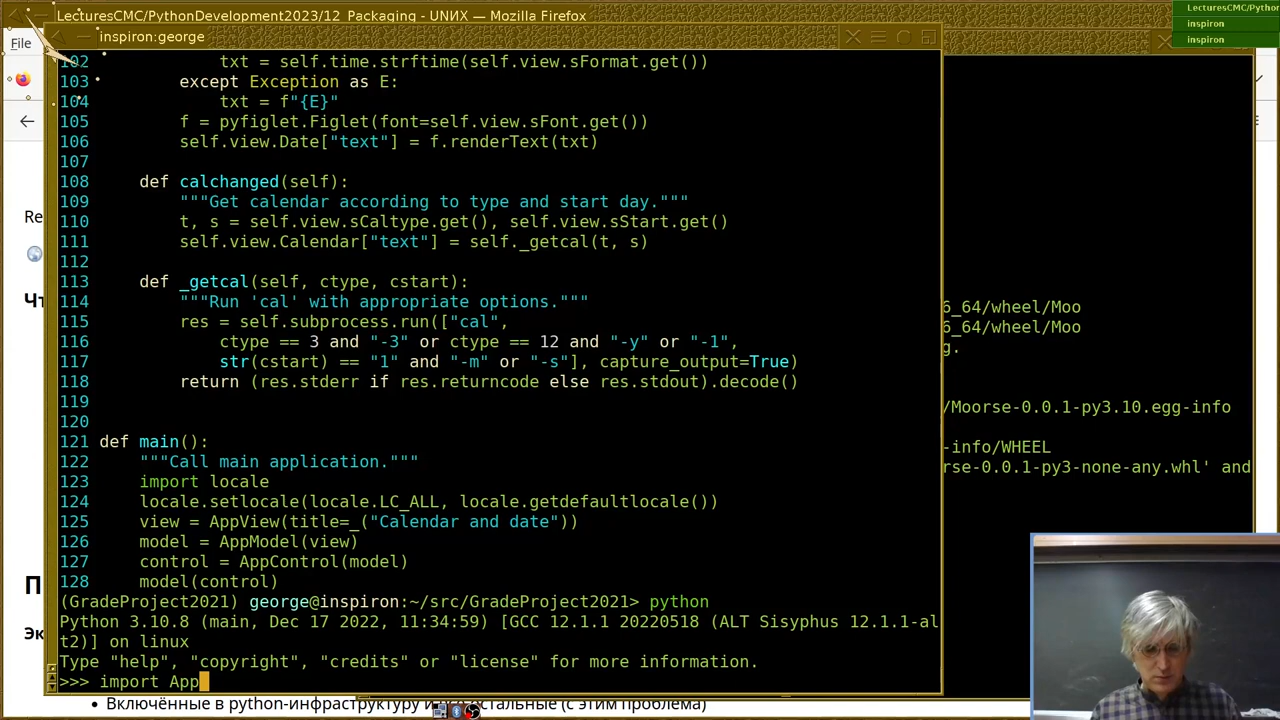 LecturesCMC/PythonDevelopment2023/12_Packaging - UNИX — Mozilla Firefox
LecturesCMC/Python
inspiron
inspiron
inspiron:george
File
102 txt = self.time.strftime(self.view.sFormat.get())
103 except Exception as E:
104 txt = f"{E}"
105 f = pyfiglet.Figlet(font=self.view.sFont.get())
106 self.view.Date["text"] = f.renderText(txt)
107
108 def calchanged(self):
109 """Get calendar according to type and start day."""
110 t, s = self.view.sCaltype.get(), self.view.sStart.get()
111 self.view.Calendar["text"] = self._getcal(t, s)
112
113 def _getcal(self, ctype, cstart):
114 """Run 'cal' with appropriate options."""
115 res = self.subprocess.run(["cal",
116 ctype == 3 and "-3" or ctype == 12 and "-y" or "-1",
117 str(cstart) == "1" and "-m" or "-s"], capture_output=True)
118 return (res.stderr if res.returncode else res.stdout).decode()
119
120
121 def main():
122 """Call main application."""
123 import locale
124 locale.setlocale(locale.LC_ALL, locale.getdefaultlocale())
125 view = AppView(title=_("Calendar and date"))
126 model = AppModel(view)
127 control = AppControl(model)
128 model(control)
(GradeProject2021) george@inspiron:~/src/GradeProject2021> python
Python 3.10.8 (main, Dec 17 2022, 11:34:59) [GCC 12.1.1 20220518 (ALT Sisyphus 12.1.1-al
t2)] on linux
Type "help", "copyright", "credits" or "license" for more information.
>>> import App
6_64/wheel/Moo
6_64/wheel/Moo
g.
/Moorse-0.0.1-py3.10.egg-info
-info/WHEEL
rse-0.0.1-py3-none-any.whl' and
Re
Чт
П
Эк
Включённые в python-инфраструктуру и
остальные (с этим проблема)